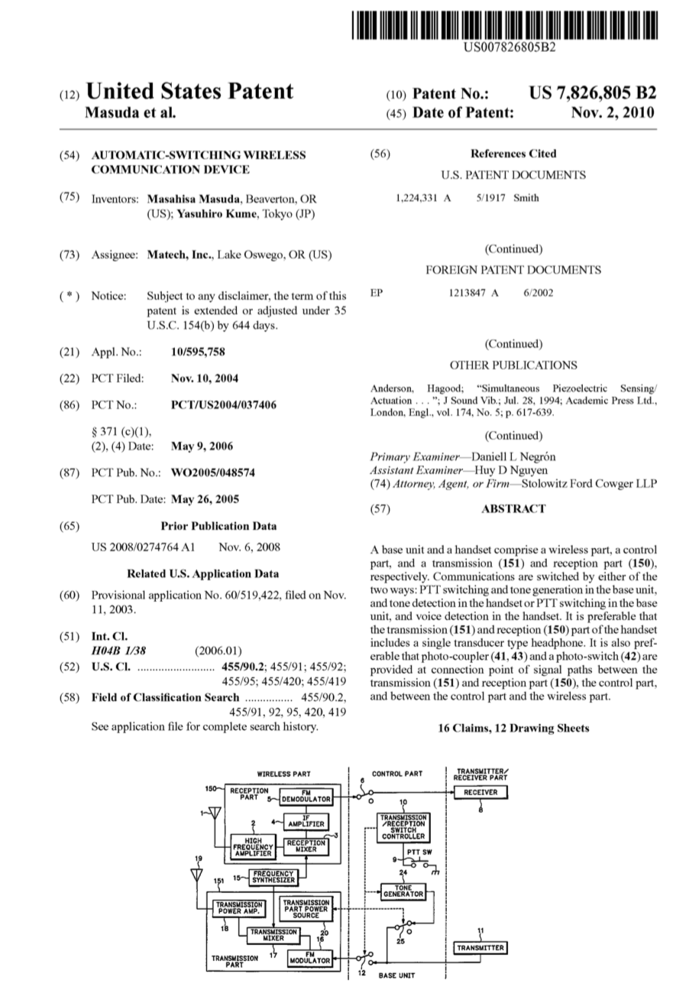 US007826805B2
(12) United States Patent
Masuda et al.
(10) Patent No.: US 7,826,805 B2
(45) Date of Patent: Nov. 2, 2010
(54) AUTOMATIC-SWITCHING WIRELESS
COMMUNICATION DEVICE
(75) Inventors: Masahisa Masuda, Beaverton, OR
(US); Yasuhiro Kume, Tokyo (JP)
(73) Assignee: Matech, Inc., Lake Oswego, OR (US)
( * ) Notice: Subject to any disclaimer, the term of this
patent is extended or adjusted under 35
U.S.C. 154(b) by 644 days.
(21) Appl. No.: 10/595,758
(22) PCT Filed: Nov. 10, 2004
(86) PCT No.: PCT/US2004/037406
§ 371 (c)(1),
(2), (4) Date: May 9, 2006
(87) PCT Pub. No.: WO2005/048574
PCT Pub. Date: May 26, 2005
(65) Prior Publication Data
US 2008/0274764 A1 Nov. 6, 2008
Related U.S. Application Data
(60) Provisional application No. 60/519,422, filed on Nov.
11, 2003.
(51) Int. Cl.
H04B 1/38 (2006.01)
(52) U.S. Cl. ............................ 455/90.2; 455/91; 455/92;
455/95; 455/420; 455/419
(58) Field of Classification Search ................ 455/90.2,
455/91, 92, 95, 420, 419
See application file for complete search history.
(56) References Cited
U.S. PATENT DOCUMENTS
1,224,331 A 5/1917 Smith
(Continued)
FOREIGN PATENT DOCUMENTS
EP 1213847 A 6/2002
(Continued)
OTHER PUBLICATIONS
Anderson, Hagood; “Simultaneous Piezoelectric Sensing/
Actuation . . . ”; J Sound Vib.; Jul. 28, 1994; Academic Press Ltd.,
London, Engl., vol. 174, No. 5; p. 617-639.
(Continued)
Primary Examiner—Daniell L Negrón
Assistant Examiner—Huy D Nguyen
(74) Attorney, Agent, or Firm—Stolowitz Ford Cowger LLP
(57) ABSTRACT
A base unit and a handset comprise a wireless part, a control
part, and a transmission (151) and reception part (150),
respectively. Communications are switched by either of the
two ways: PTT switching and tone generation in the base unit,
and tone detection in the handset or PTT switching in the base
unit, and voice detection in the handset. It is preferable that
the transmission (151) and reception (150) part of the handset
includes a single transducer type headphone. It is also pref-
erable that photo-coupler (41, 43) and a photo-switch (42) are
provided at connection point of signal paths between the
transmission (151) and reception part (150), the control part,
and between the control part and the wireless part.
16 Claims, 12 Drawing Sheets
WIRELESS PART
CONTROL PART
TRANSMITTER/
RECEIVER PART
150
RECEPTION
PART
5
FM
DEMODULATOR
6
RECEIVER
8
1
2
4
IF
AMPLIFIER
10
TRANSMISSION
/RECEPTION
SWITCH
CONTROLLER
HIGH
FREQUENCY
AMPLIFIER
RECEPTION
MIXER
3
PTT SW
9
19
15
FREQUENCY
SYNTHESIZER
24
TONE
GENERATOR
151
TRANSMISSION
POWER AMP.
18
TRANSMISSION
PART POWER
SOURCE
20
TRANSMISSION
MIXER
17
16
FM
MODULATOR
TRANSMISSION
PART
25
11
TRANSMITTER
12
BASE UNIT